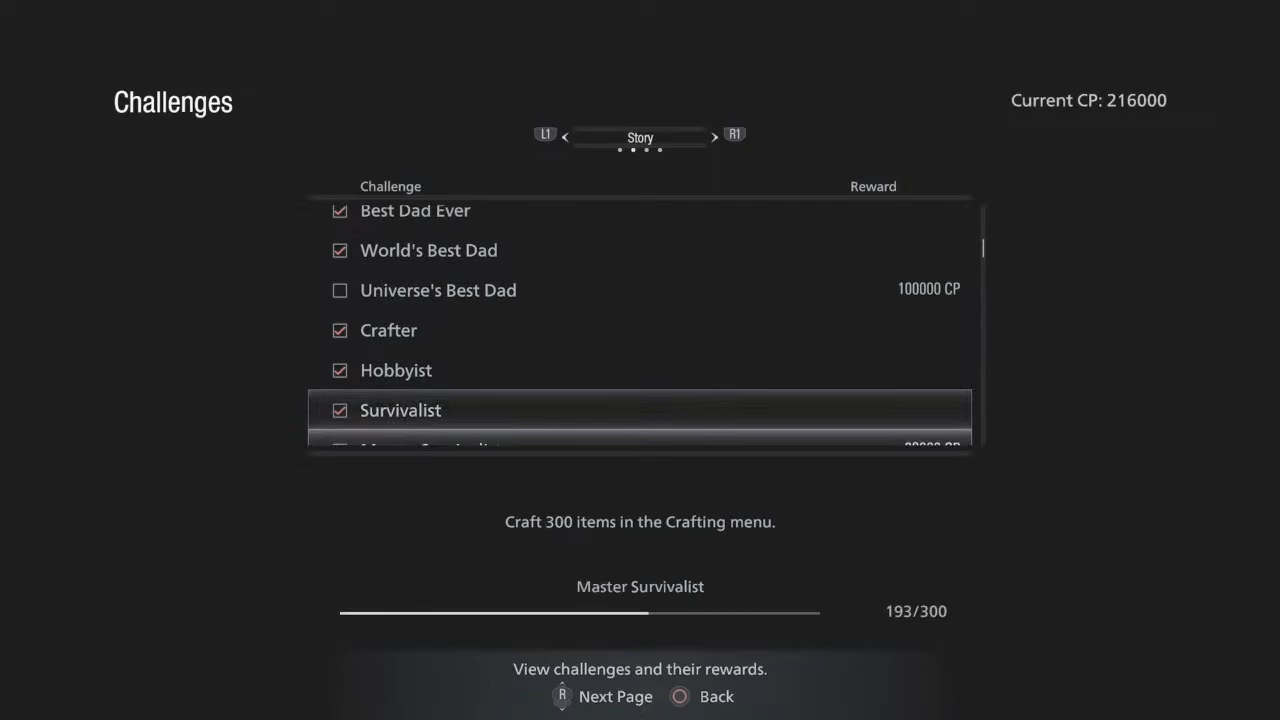 Challenges
Current CP: 216000
L1 < Story > R1
Challenge Reward
Best Dad Ever
World's Best Dad
Universe's Best Dad 100000 CP
Crafter
Hobbyist
Survivalist
Craft 300 items in the Crafting menu.
Master Survivalist
193/300
View challenges and their rewards.
R Next Page Back